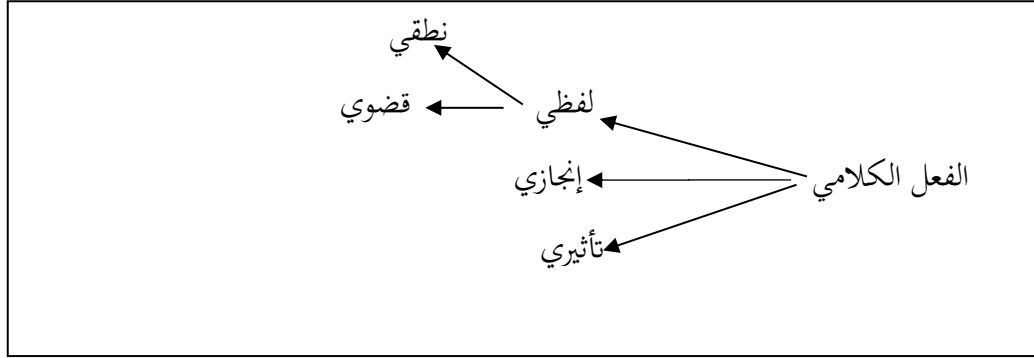 نطقي
لفظي
قضوي
الفعل الكلامي
إنجازي
تأثيري